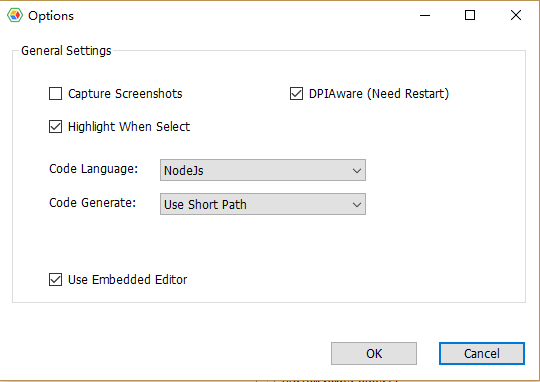 Options
General Settings
Capture Screenshots
DPIAware (Need Restart)
Highlight When Select
Code Language:
NodeJs
Code Generate:
Use Short Path
Use Embedded Editor
OK
Cancel